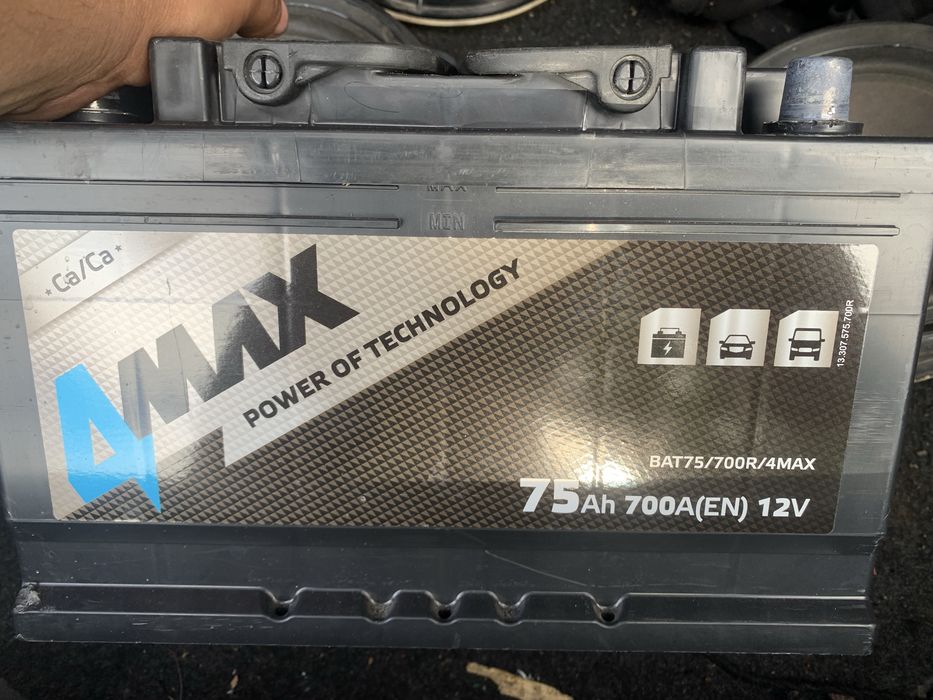 MAX
MIN
*Ca/Ca*
4MAX
POWER OF TECHNOLOGY
13.307.575.700R
BAT75/700R/4MAX
75Ah 700A(EN) 12V